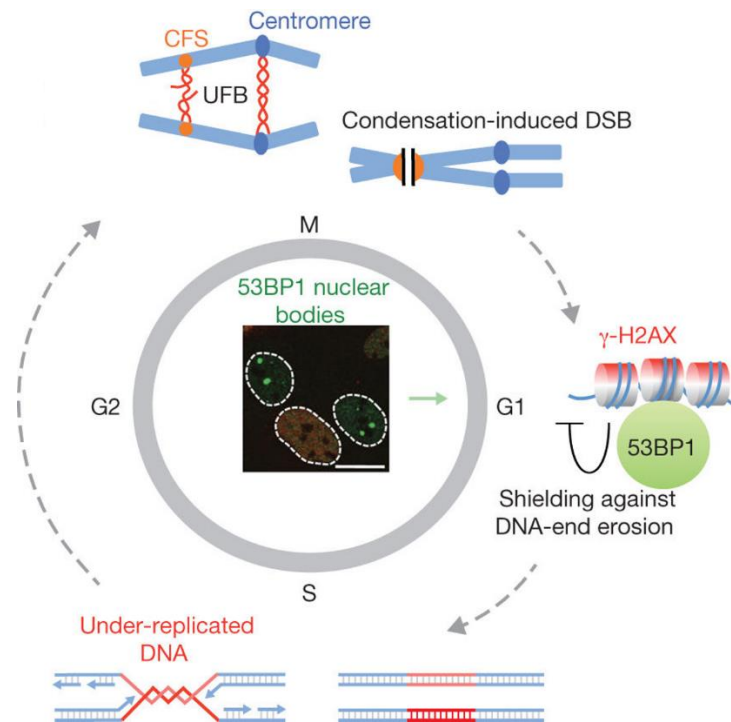 CFS
Centromere
UFB
Condensation-induced DSB
M
53BP1 nuclear
bodies
γ-H2AX
G2
G1
53BP1
Shielding against
DNA-end erosion
S
Under-replicated
DNA